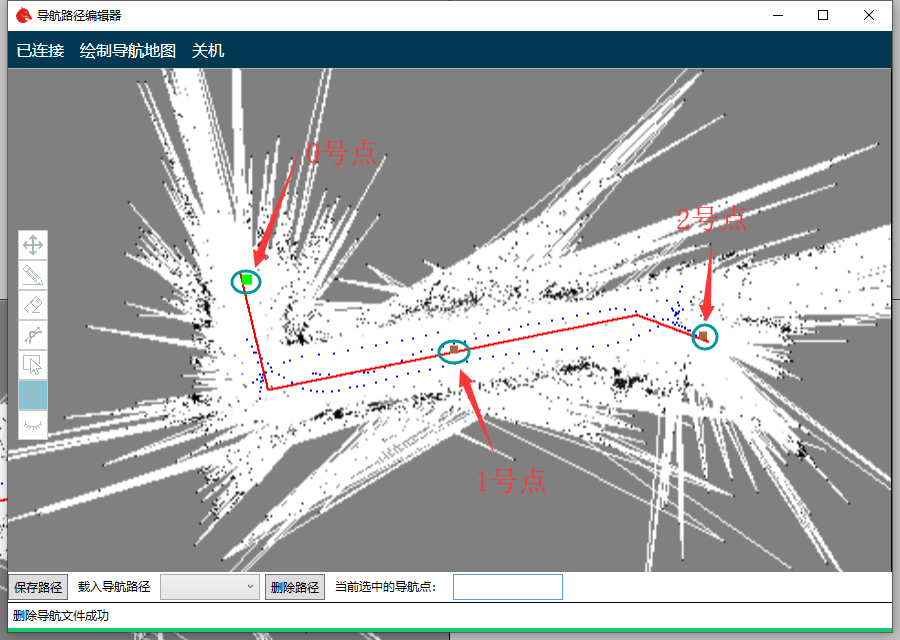 导航路径编辑器
已连接 绘制导航地图 关机
0号点
2号点
1号点
保存路径 载入导航路径 删除路径 当前选中的导航点:
删除导航文件成功